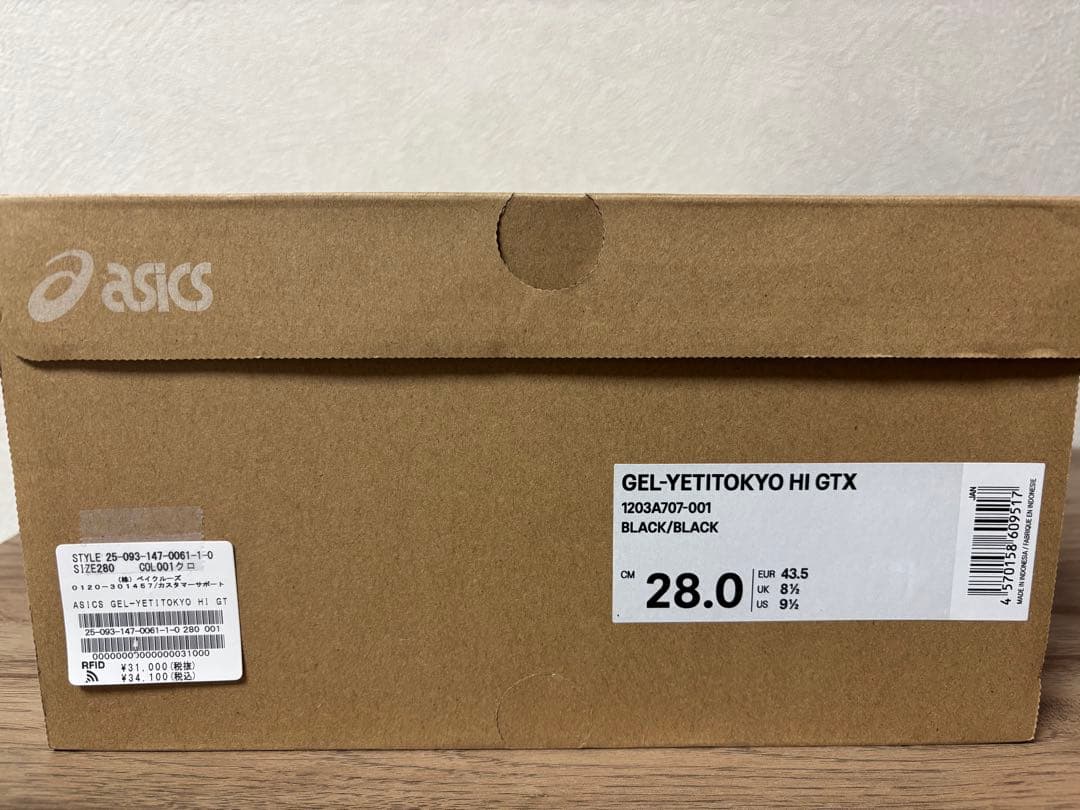 asics
GEL-YETITOKYO HI GTX
1203A707-001
BLACK/BLACK
CM 28.0
EUR 43.5
UK 8½
US 9½
JAN
4 570158 609517
MADE IN INDONESIA / FABRIQUE EN INDONESIE
STYLE 25-093-147-0061-1-0
SIZE280 COL001クロ
(株) ベイクルーズ
0120-301457/カスタマーサポート
ASICS GEL-YETITOKYO HI GT
25-093-147-0061-1-0 280 001
RFID
¥31,000(税抜)
¥34,100(税込)